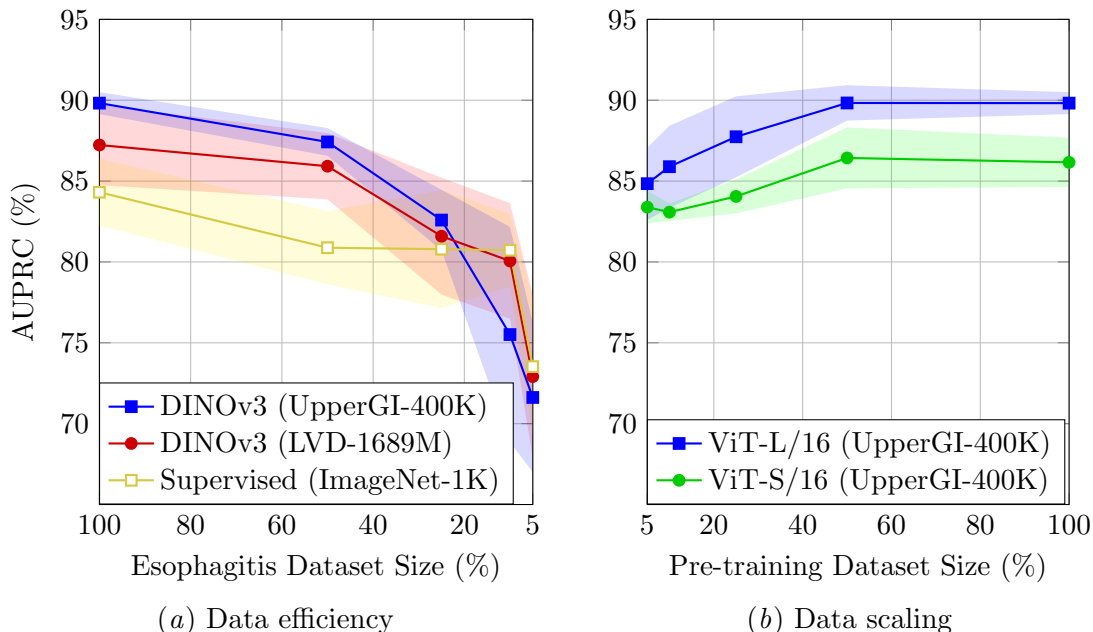 95
90
85
80
75
70
AUPRC (%)
DINOv3 (UpperGI-400K)
DINOv3 (LVD-1689M)
Supervised (ImageNet-1K)
100 80 60 40 20 5
Esophagitis Dataset Size (%)
(a) Data efficiency
95
90
85
80
75
70
ViT-L/16 (UpperGI-400K)
ViT-S/16 (UpperGI-400K)
5 20 40 60 80 100
Pre-training Dataset Size (%)
(b) Data scaling